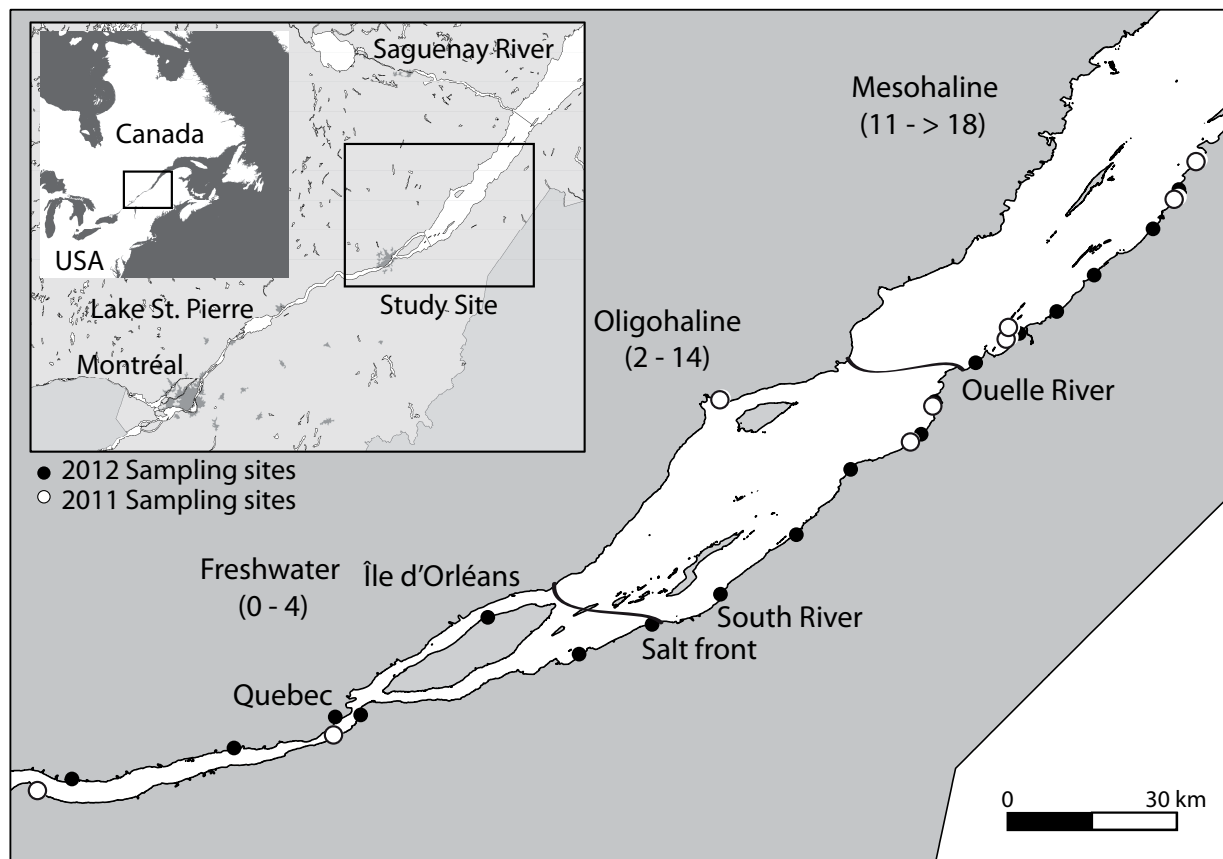 Saguenay River
Canada
USA
Lake St. Pierre
Study Site
Montréal
2012 Sampling sites
2011 Sampling sites
Mesohaline
(11 - > 18)
Oligohaline
(2 - 14)
Ouelle River
Freshwater
(0 - 4)
Île d'Orléans
South River
Salt front
Quebec
0 30 km